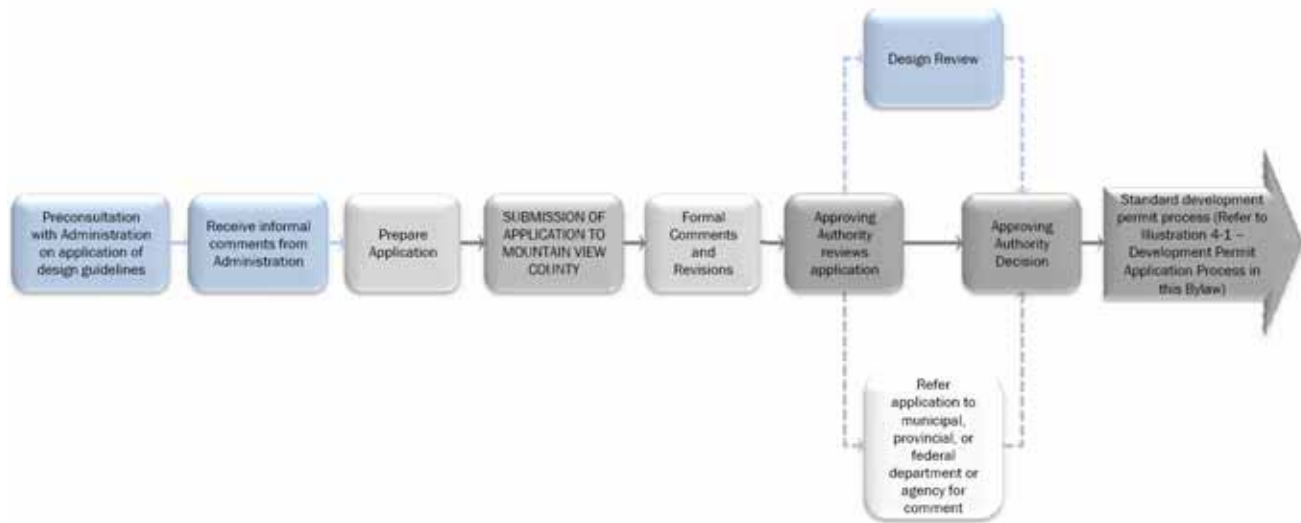 Design Review
Preconsultation
with Administration
on application of
design guidelines
Receive informal
comments from
Administration
Prepare
Application
SUBMISSION OF
APPLICATION TO
MOUNTAIN VIEW
COUNTY
Formal
Comments
and
Revisions
Approving
Authority
reviews
application
Approving
Authority
Decision
Standard development
permit process (Refer to
Illustration 4-1 –
Development Permit
Application Process in
this Bylaw)
Refer
application to
municipal,
provincial, or
federal
department or
agency for
comment